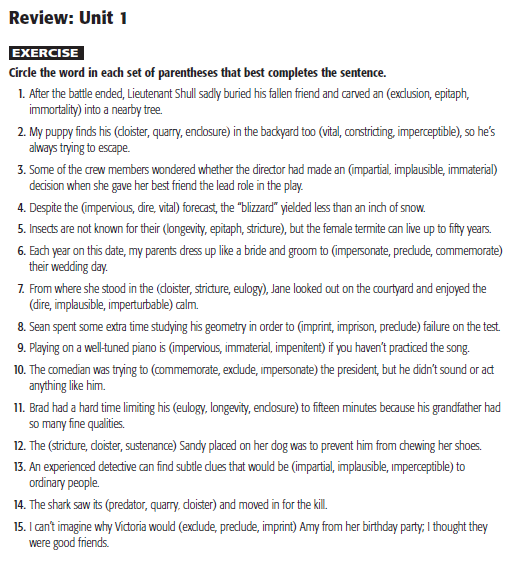 Review: Unit 1
EXERCISE
Circle the word in each set of parentheses that best completes the sentence.
1. After the battle ended, Lieutenant Shull sadly buried his fallen friend and carved an (exclusion, epitaph,
immortality) into a nearby tree.
2. My puppy finds his (cloister, quarry, enclosure) in the backyard too (vital, constricting, imperceptible), so he's
always trying to escape.
3. Some of the crew members wondered whether the director had made an (impartial, implausible, immaterial)
decision when she gave her best friend the lead role in the play.
4. Despite the (impervious, dire, vital) forecast, the "blizzard" yielded less than an inch of snow.
5. Insects are not known for their (longevity, epitaph, stricture), but the female termite can live up to fifty years.
6. Each year on this date, my parents dress up like a bride and groom to (impersonate, preclude, commemorate)
their wedding day.
7. From where she stood in the (cloister, stricture, eulogy), Jane looked out on the courtyard and enjoyed the
(dire, implausible, imperturbable) calm.
8. Sean spent some extra time studying his geometry in order to (imprint, imprison, preclude) failure on the test.
9. Playing on a well-tuned piano is (impervious, immaterial, impenitent) if you haven't practiced the song.
10. The comedian was trying to (commemorate, exclude, impersonate) the president, but he didn't sound or act
anything like him.
11. Brad had a hard time limiting his (eulogy, longevity, enclosure) to fifteen minutes because his grandfather had
so many fine qualities.
12. The (stricture, cloister, sustenance) Sandy placed on her dog was to prevent him from chewing her shoes.
13. An experienced detective can find subtle clues that would be (impartial, implausible, imperceptible) to
ordinary people.
14. The shark saw its (predator, quarry, cloister) and moved in for the kill.
15. I can't imagine why Victoria would (exclude, preclude, imprint) Amy from her birthday party; I thought they
were good friends.